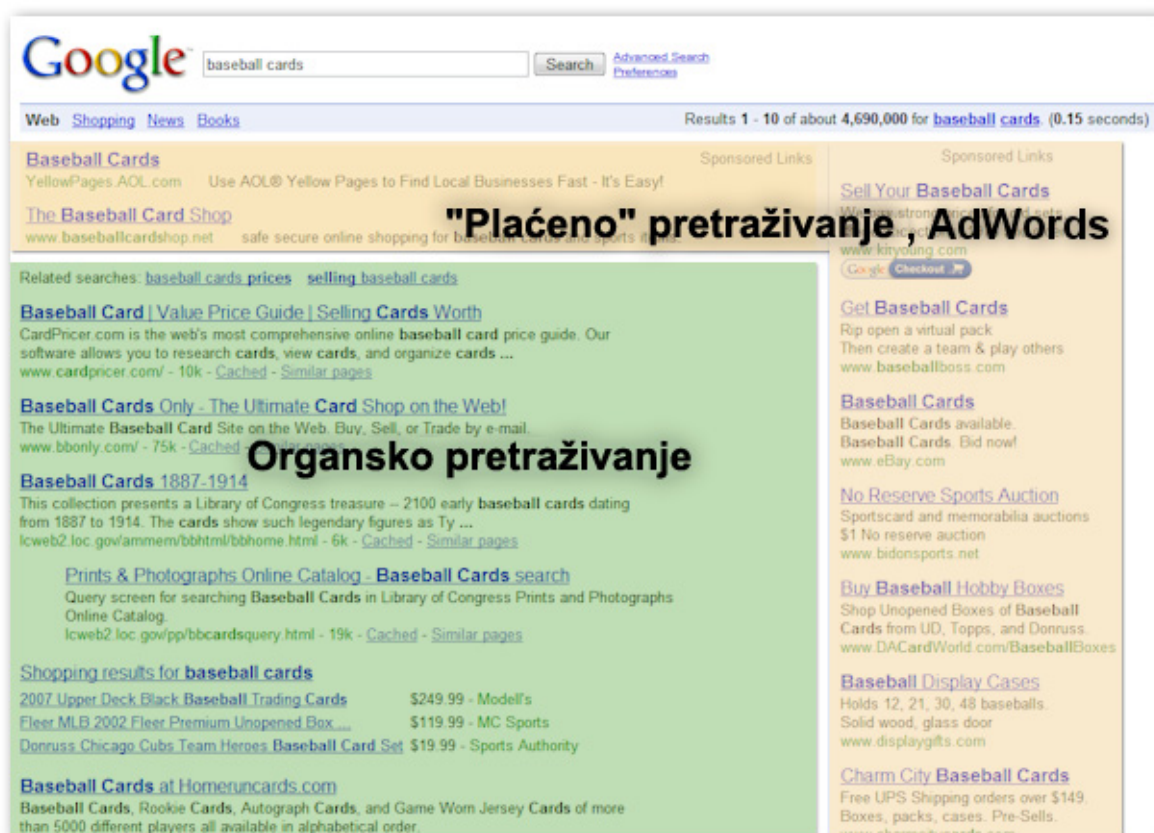 Google
baseball cards
Search
Advanced Search
Preferences
Web Shopping News Books
Results 1 - 10 of about 4,690,000 for baseball cards. (0.15 seconds)
Baseball Cards
Sponsored Links
YellowPages.AOL.com Use AOL® Yellow Pages to Find Local Businesses Fast - It's Easy!
The Baseball Card Shop
www.baseballcardshop.net safe secure online shopping for baseball cards and sports items.
"Plaćeno" pretraživanje , AdWords
Related searches: baseball cards prices selling baseball cards
Baseball Card | Value Price Guide | Selling Cards Worth
CardPricer.com is the web's most comprehensive online baseball card price guide. Our
software allows you to research cards, view cards, and organize cards ...
www.cardpricer.com/ - 10k - Cached - Similar pages
Baseball Cards Only - The Ultimate Card Shop on the Web!
The Ultimate Baseball Card Site on the Web. Buy, Sell, or Trade by e-mail.
www.bbonly.com/ - 75k - Cached - Similar pages
Organsko pretraživanje
Baseball Cards 1887-1914
This collection presents a Library of Congress treasure -- 2100 early baseball cards dating
from 1887 to 1914. The cards show such legendary figures as Ty ...
lcweb2.loc.gov/ammem/bbhtml/bbhome.html - 6k - Cached - Similar pages
Prints & Photographs Online Catalog - Baseball Cards search
Query screen for searching Baseball Cards in Library of Congress Prints and Photographs
Online Catalog.
lcweb2.loc.gov/pp/bbcardsquery.html - 19k - Cached - Similar pages
Shopping results for baseball cards
2007 Upper Deck Black Baseball Trading Cards $249.99 - Modell's
Fleer MLB 2002 Fleer Premium Unopened Box ... $119.99 - MC Sports
Donruss Chicago Cubs Team Heroes Baseball Card Set $19.99 - Sports Authority
Baseball Cards at Homeruncards.com
Baseball Cards, Rookie Cards, Autograph Cards, and Game Worn Jersey Cards of more
than 5000 different players all available in alphabetical order.
Sponsored Links
Sell Your Baseball Cards
www.kityoung.com
Google Checkout
Get Baseball Cards
Rip open a virtual pack
Then create a team & play others
www.baseballboss.com
Baseball Cards
Baseball Cards available.
Baseball Cards. Bid now!
www.eBay.com
No Reserve Sports Auction
Sportscard and memorabilia auctions
$1 No reserve auction
www.bidonsports.net
Buy Baseball Hobby Boxes
Shop Unopened Boxes of Baseball
Cards from UD, Topps, and Donruss.
www.DACardWorld.com/BaseballBoxes
Baseball Display Cases
Holds 12, 21, 30, 48 baseballs.
Solid wood, glass door
www.displaygifts.com
Charm City Baseball Cards
Free UPS Shipping orders over $149.
Boxes, packs, cases. Pre-Sells.